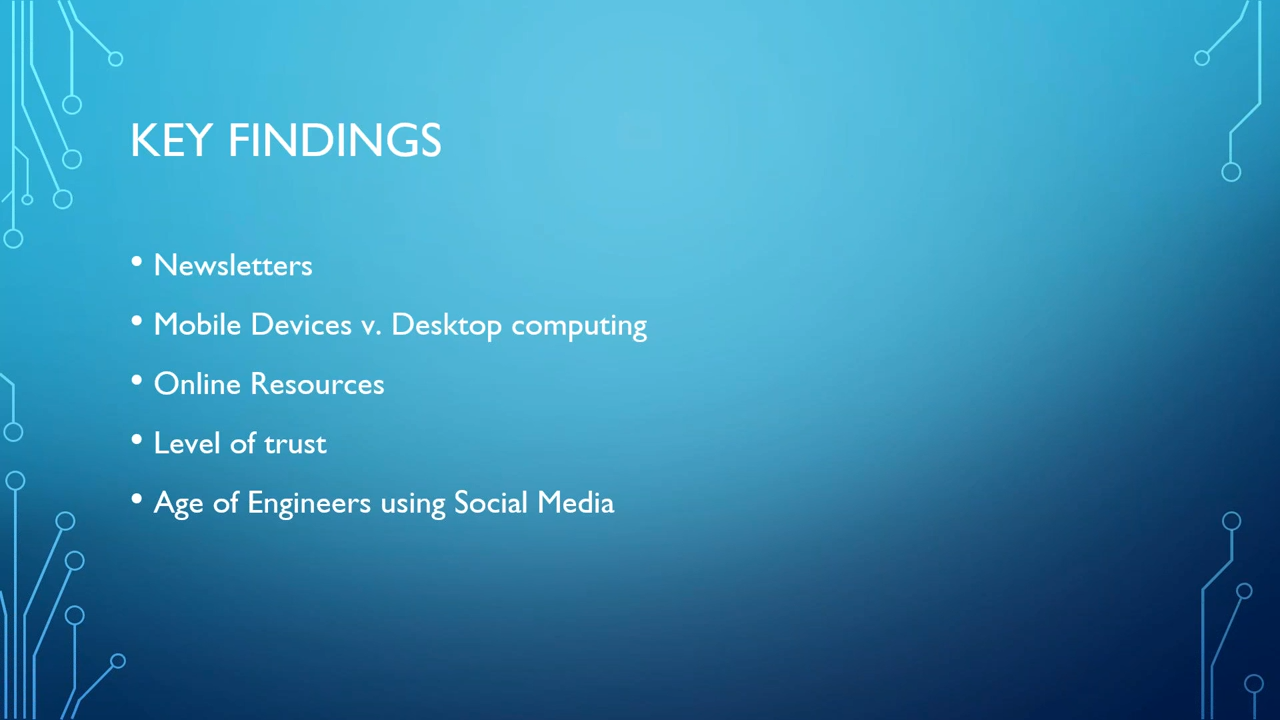 KEY FINDINGS
• Newsletters
• Mobile Devices v. Desktop computing
• Online Resources
• Level of trust
• Age of Engineers using Social Media